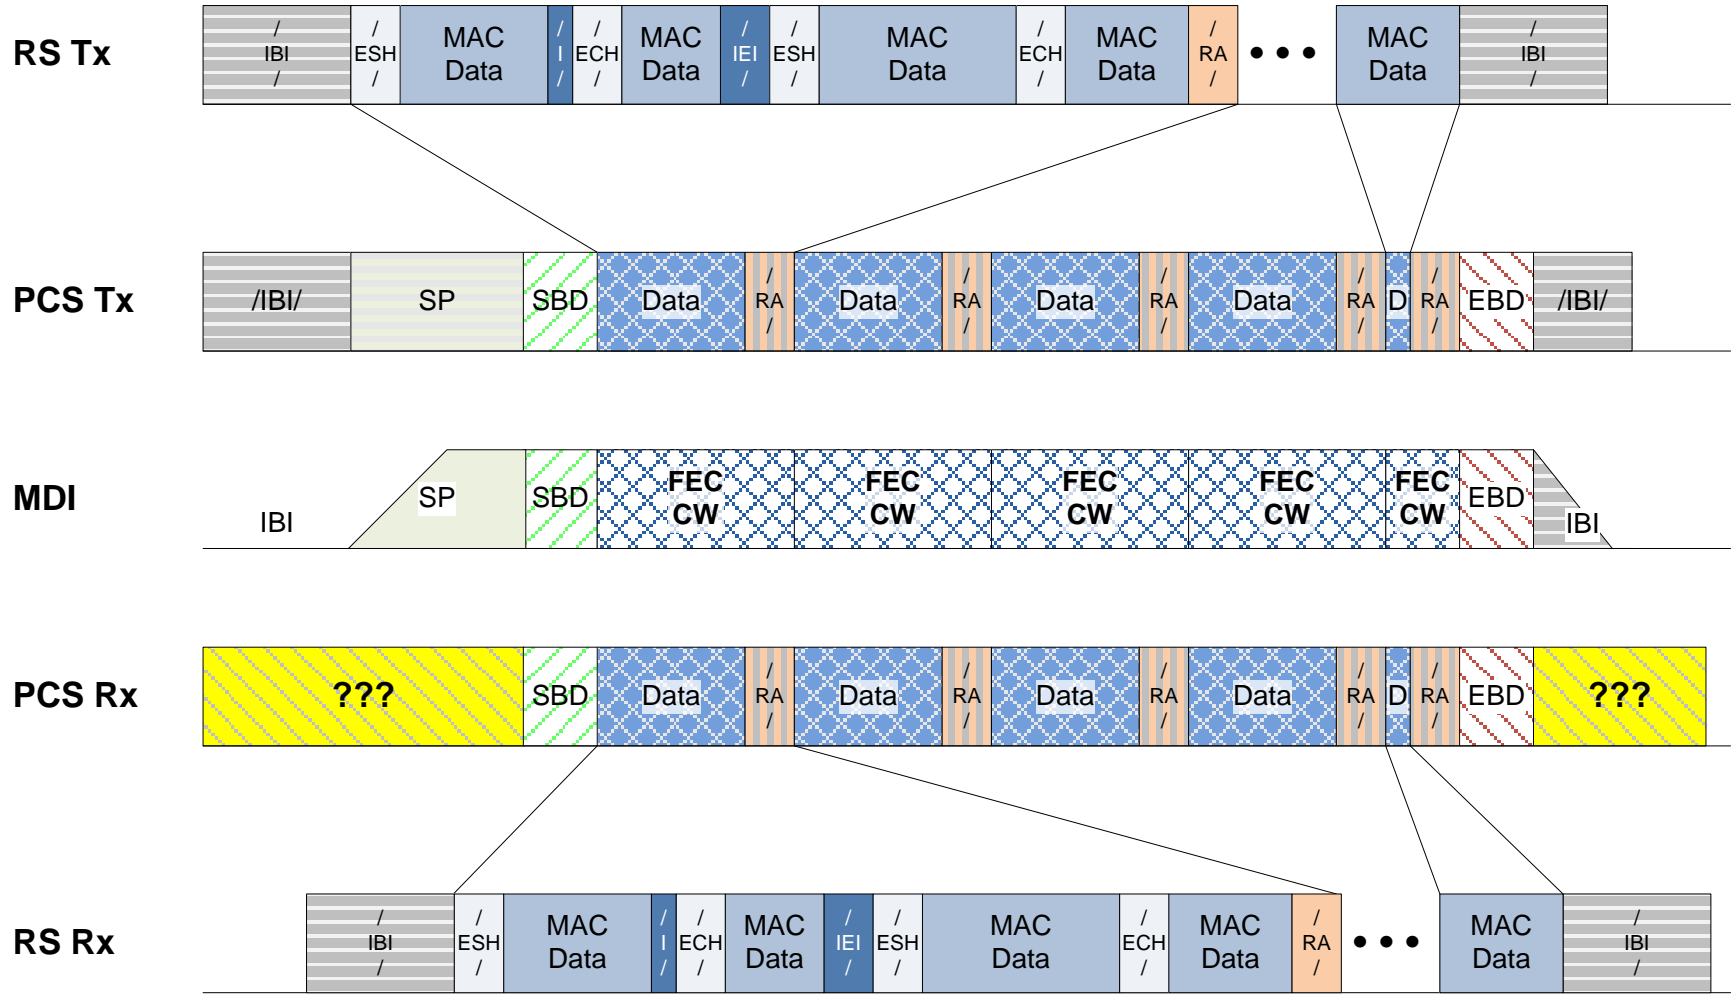 RS Tx
/ IBI /
/ ESH /
MAC Data
/ I /
/ ECH /
MAC Data
/ IEI /
/ ESH /
MAC Data
/ ECH /
MAC Data
/ RA /
• • •
MAC Data
/ IBI /
PCS Tx
/IBI/
SP
SBD
Data
/ RA /
Data
/ RA /
Data
/ RA /
Data
/ RA /
D
/ RA /
EBD
/IBI/
MDI
IBI
SP
SBD
FEC CW
FEC CW
FEC CW
FEC CW
FEC CW
EBD
IBI
PCS Rx
???
SBD
Data
/ RA /
Data
/ RA /
Data
/ RA /
Data
/ RA /
D
/ RA /
EBD
???
RS Rx
/ IBI /
/ ESH /
MAC Data
/ I /
/ ECH /
MAC Data
/ IEI /
/ ESH /
MAC Data
/ ECH /
MAC Data
/ RA /
• • •
MAC Data
/ IBI /